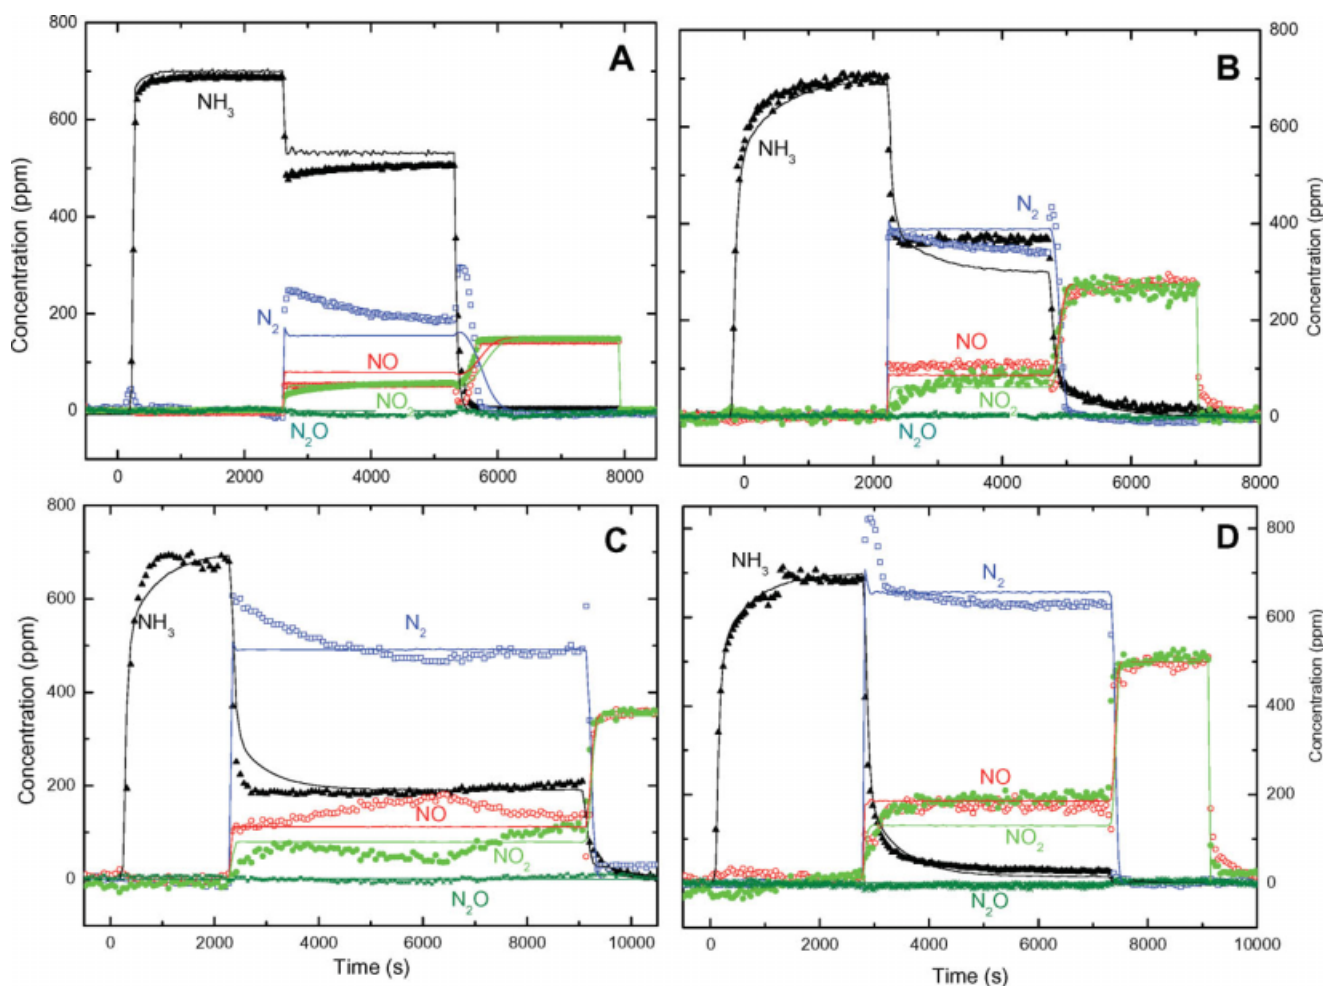 800
600
400
200
0
Concentration (ppm)
A
NH3
N2
NO
NO2
N2O
0 2000 4000 6000 8000
B
NH3
N2
NO
NO2
N2O
800
600
400
200
0
Concentration (ppm)
0 2000 4000 6000 8000
800
600
400
200
0
Concentration (ppm)
C
NH3
N2
NO
NO2
N2O
0 2000 4000 6000 8000 10000
Time (s)
D
NH3
N2
NO
NO2
N2O
800
600
400
200
0
Concentration (ppm)
0 2000 4000 6000 8000 10000
Time (s)